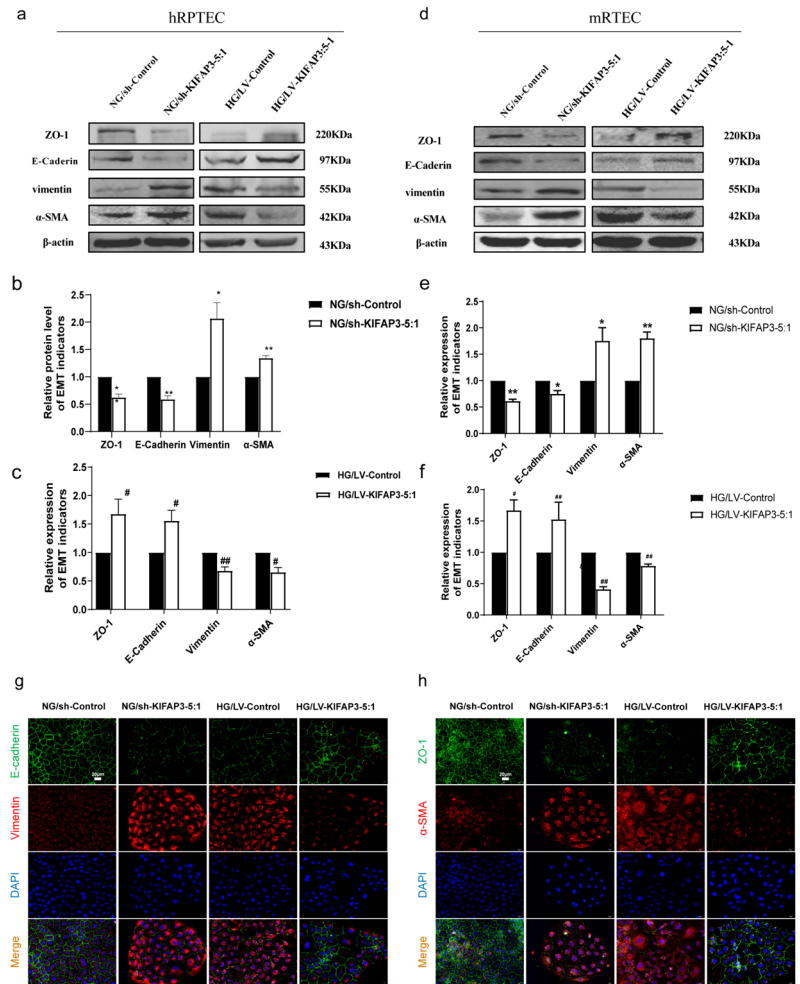 a
hRPTEC
NG/sh-Control
NG/sh-KIFAP3-5:1
HG/LV-Control
HG/LV-KIFAP3:5-1
ZO-1
220KDa
E-Caderin
97KDa
vimentin
55KDa
α-SMA
42KDa
β-actin
43KDa
d
mRTEC
NG/sh-Control
NG/sh-KIFAP3-5:1
HG/LV-Control
HG/LV-KIFAP3:5-1
ZO-1
220KDa
E-Caderin
97KDa
vimentin
55KDa
α-SMA
42KDa
β-actin
43KDa
b
Relative protein level
of EMT indicators
2.5
2.0
1.5
1.0
0.5
0.0
*
*
**
*
**
ZO-1 E-Cadherin Vimentin α-SMA
NG/sh-Control
NG/sh-KIFAP3-5:1
e
Relative expression
of EMT indicators
2.5
2.0
1.5
1.0
0.5
0.0
**
*
*
**
ZO-1
E-Cadherin
Vimentin
α-SMA
NG/sh-Control
NG/sh-KIFAP3-5:1
c
Relative expression
of EMT indicators
2.5
2.0
1.5
1.0
0.5
0.0
#
#
##
#
ZO-1
E-Cadherin
Vimentin
α-SMA
HG/LV-Control
HG/LV-KIFAP3-5:1
f
Relative expression
of EMT indicators
2.0
1.5
1.0
0.5
0.0
#
##
##
##
ZO-1
E-Cadherin
Vimentin
α-SMA
HG/LV-Control
HG/LV-KIFAP3-5:1
g
NG/sh-Control NG/sh-KIFAP3-5:1 HG/LV-Control HG/LV-KIFAP3-5:1
E-cadherin
20μm
Vimentin
DAPI
Merge
h
NG/sh-Control NG/sh-KIFAP3-5:1 HG/LV-Control HG/LV-KIFAP3-5:1
ZO-1
20μm
α-SMA
DAPI
Merge